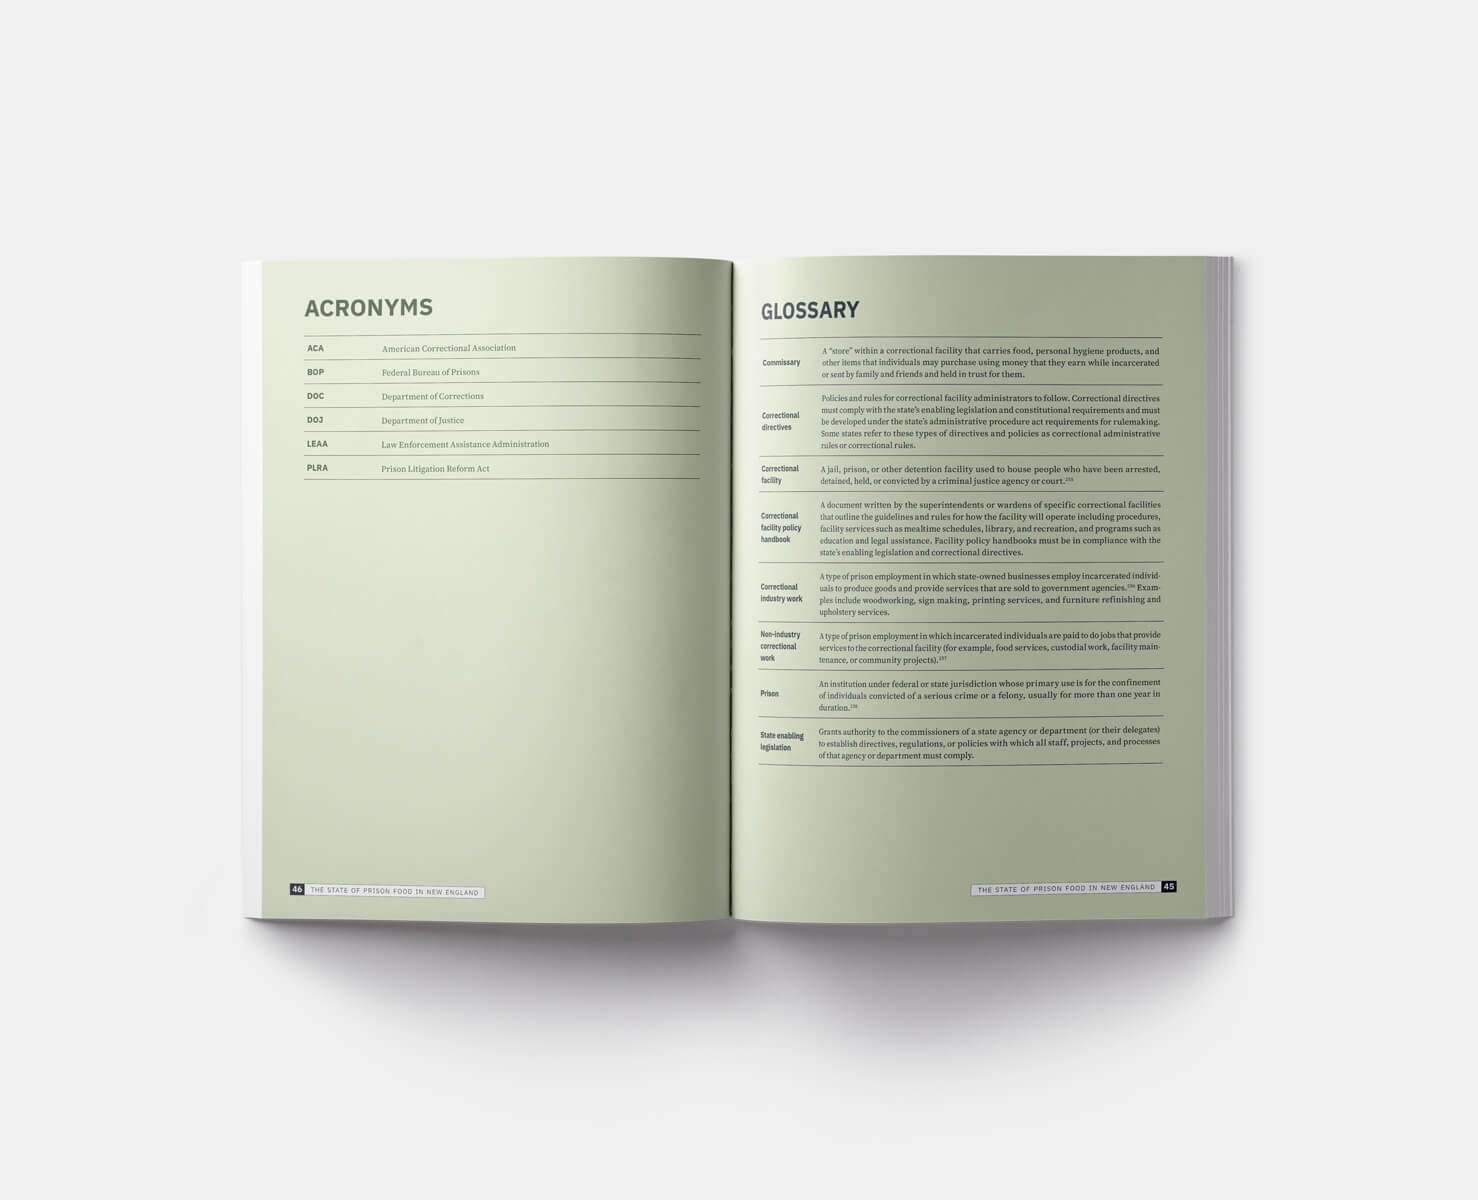 ACRONYMS
ACA American Correctional Association
BOP Federal Bureau of Prisons
DOC Department of Corrections
DOJ Department of Justice
LEAA Law Enforcement Assistance Administration
PLRA Prison Litigation Reform Act
46 THE STATE OF PRISON FOOD IN NEW ENGLAND
GLOSSARY
Commissary
A “store” within a correctional facility that carries food, personal hygiene products, and
other items that individuals may purchase using money that they earn while incarcerated
or sent by family and friends and held in trust for them.
Correctional
directives
Policies and rules for correctional facility administrators to follow. Correctional directives
must comply with the state’s enabling legislation and constitutional requirements and must
be developed under the state’s administrative procedure act requirements for rulemaking.
Some states refer to these types of directives and policies as correctional administrative
rules or correctional rules.
Correctional
facility
A jail, prison, or other detention facility used to house people who have been arrested,
detained, held, or convicted by a criminal justice agency or court.
Correctional
facility policy
handbook
A document written by the superintendents or wardens of specific correctional facilities
that outline the guidelines and rules for how the facility will operate including procedures,
facility services such as mealtime schedules, library, and recreation, and programs such as
education and legal assistance. Facility policy handbooks must be in compliance with the
state’s enabling legislation and correctional directives.
Correctional
industry work
A type of prison employment in which state-owned businesses employ incarcerated individ-
uals to produce goods and provide services that are sold to government agencies. Exam-
ples include woodworking, sign making, printing services, and furniture refinishing and
upholstery services.
Non-industry
correctional
work
A type of prison employment in which incarcerated individuals are paid to do jobs that provide
services to the correctional facility (for example, food services, custodial work, facility main-
tenance, or community projects).
Prison
An institution under federal or state jurisdiction whose primary use is for the confinement
of individuals convicted of a serious crime or a felony, usually for more than one year in
duration.
State enabling
legislation
Grants authority to the commissioners of a state agency or department (or their delegates)
to establish directives, regulations, or policies with which all staff, projects, and processes
of that agency or department must comply.
THE STATE OF PRISON FOOD IN NEW ENGLAND 45